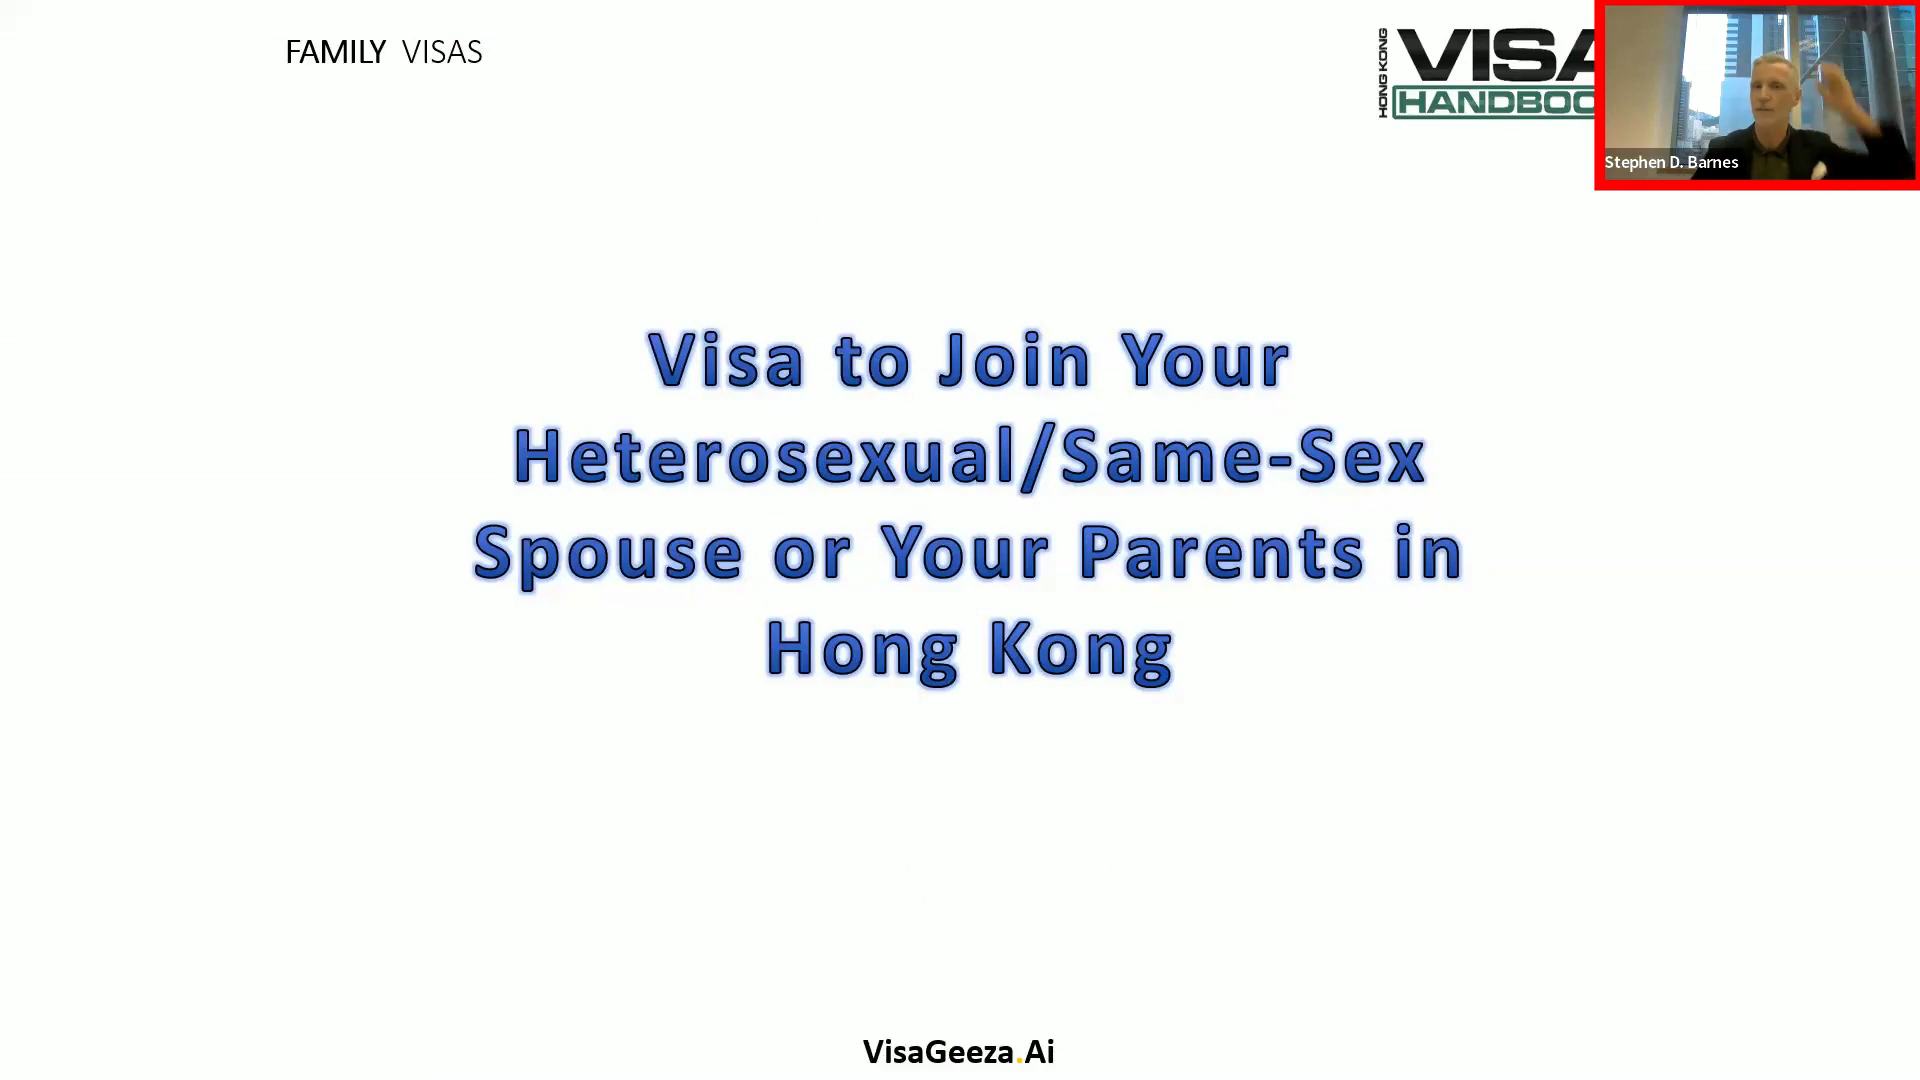 FAMILY VISAS
HONG KONG
VISA
HANDBOO
Stephen D. Barnes
Visa to Join Your
Heterosexual/Same-Sex
Spouse or Your Parents in
Hong Kong
VisaGeeza.Ai